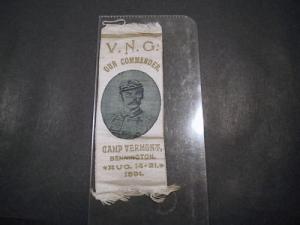 V. N. G.
OUR COMMANDER.
CAMP VERMONT,
BENNINGTON,
AUG. 14-21,
1891.